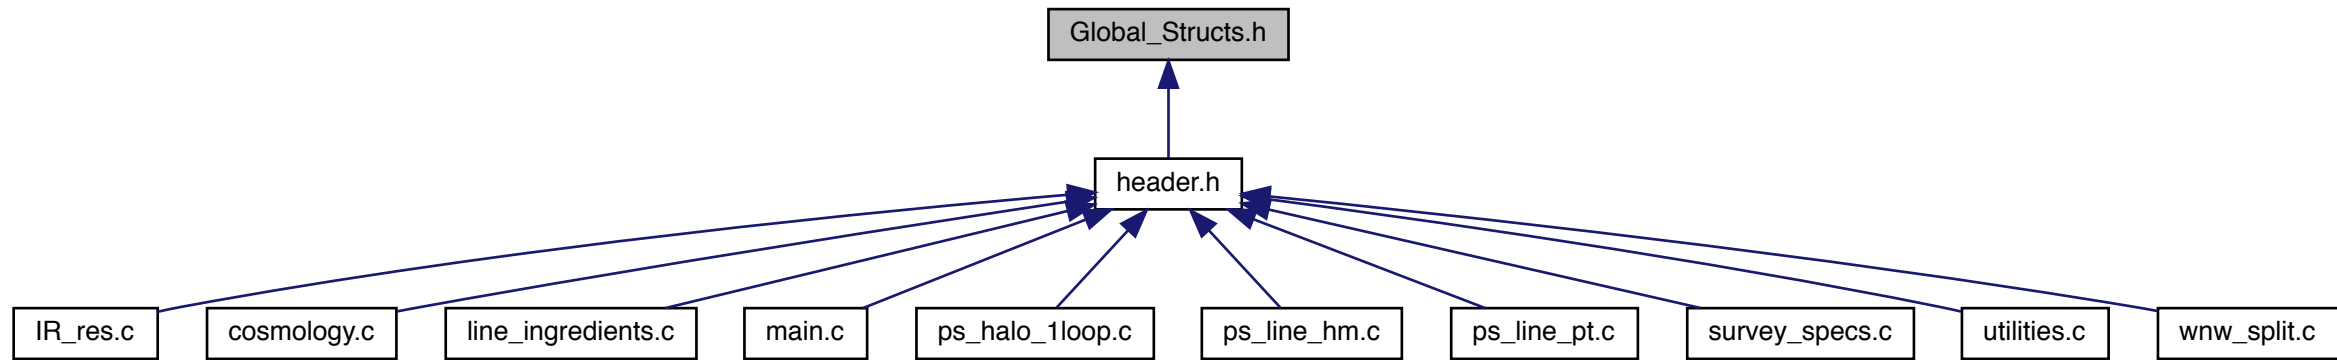 Global_Structs.h
header.h
IR_res.c
cosmology.c
line_ingredients.c
main.c
ps_halo_1loop.c
ps_line_hm.c
ps_line_pt.c
survey_specs.c
utilities.c
wnw_split.c